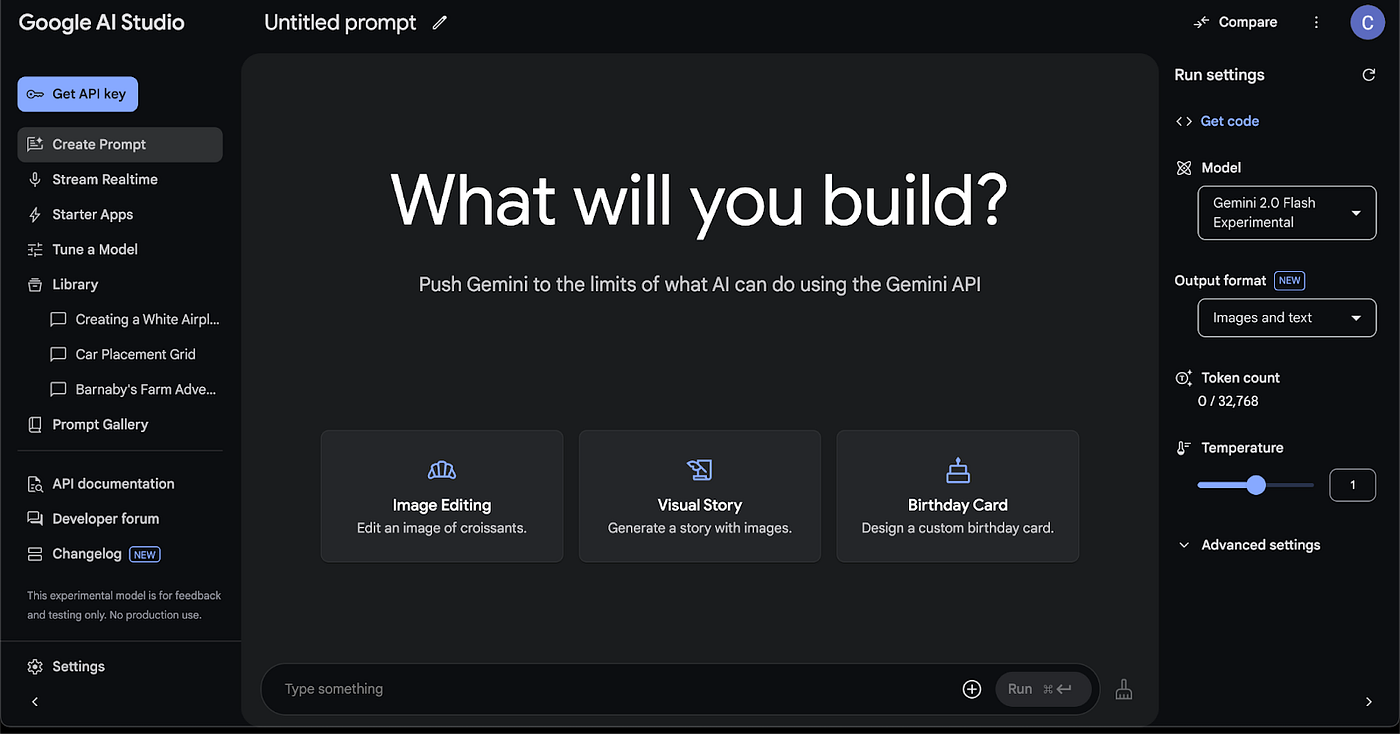 Google AI Studio
Untitled prompt
Compare
C
Get API key
Create Prompt
Stream Realtime
Starter Apps
Tune a Model
Library
Creating a White Airpl...
Car Placement Grid
Barnaby's Farm Adve...
Prompt Gallery
API documentation
Developer forum
Changelog NEW
This experimental model is for feedback
and testing only. No production use.
Settings
What will you build?
Push Gemini to the limits of what AI can do using the Gemini API
Image Editing
Edit an image of croissants.
Visual Story
Generate a story with images.
Birthday Card
Design a custom birthday card.
Type something
Run ⌘
Run settings
Get code
Model
Gemini 2.0 Flash
Experimental
Output format NEW
Images and text
Token count
0 / 32,768
Temperature
1
Advanced settings